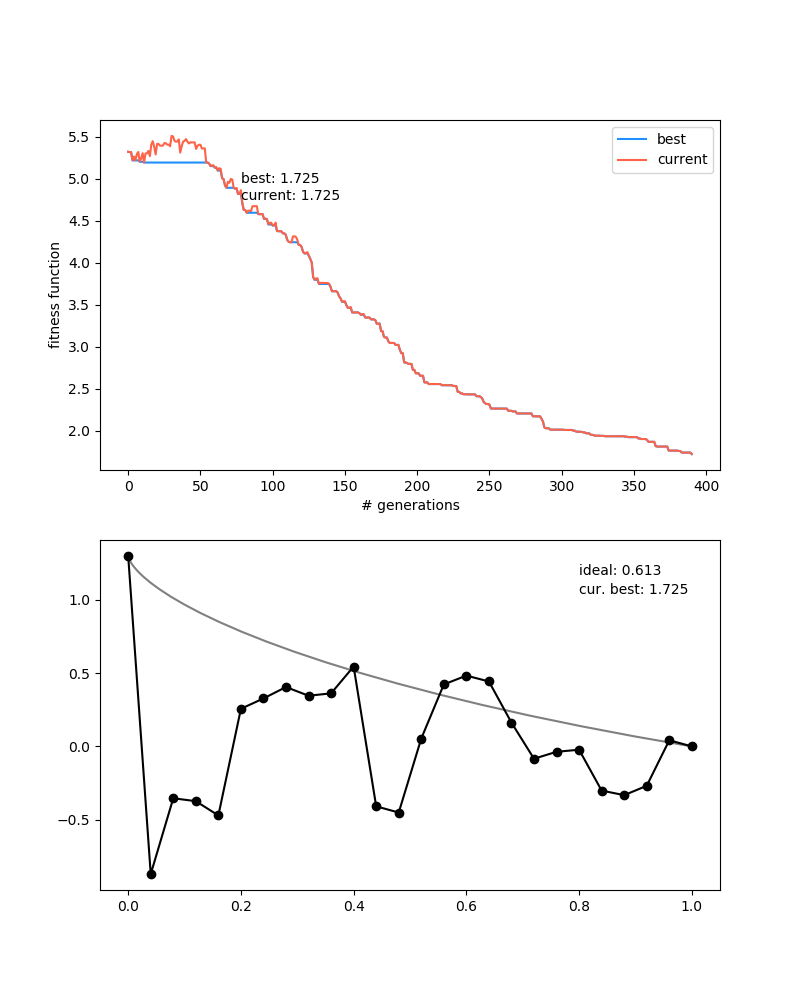 5.5
5.0
4.5
4.0
3.5
3.0
2.5
2.0
fitness function
best
current
best: 1.725
current: 1.725
0 50 100 150 200 250 300 350 400
# generations
ideal: 0.613
cur. best: 1.725
1.0
0.5
0.0
−0.5
0.0 0.2 0.4 0.6 0.8 1.0